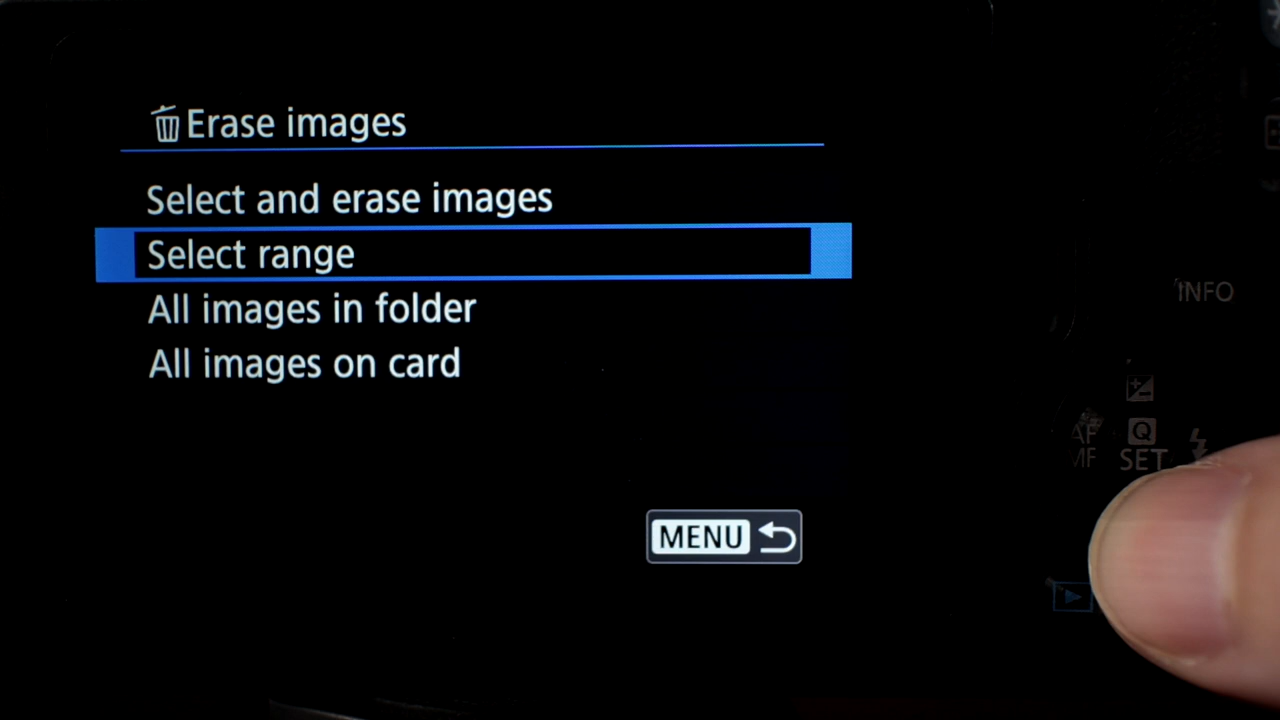 Erase images
Select and erase images
Select range
All images in folder
All images on card
MENU
INFO
Q
AF
MF
SET